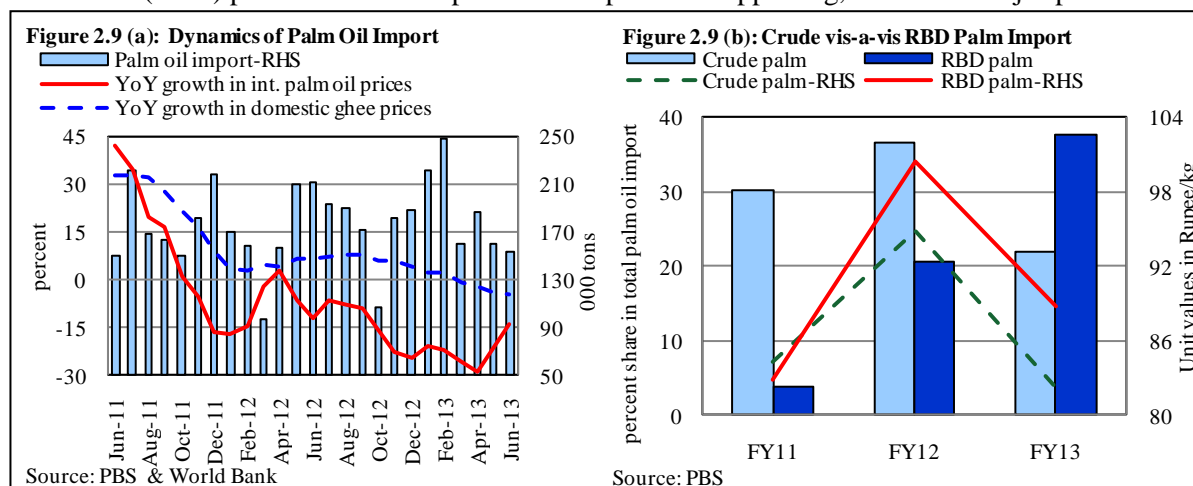 Figure 2.9 (a): Dynamics of Palm Oil Import
Palm oil import-RHS
YoY growth in int. palm oil prices
YoY growth in domestic ghee prices
45
30
15
0
-15
-30
percent
250
210
170
130
90
50
000 tons
Jun-11
Aug-11
Oct-11
Dec-11
Feb-12
Apr-12
Jun-12
Aug-12
Oct-12
Dec-12
Feb-13
Apr-13
Jun-13
Source: PBS & World Bank
Figure 2.9 (b): Crude vis-a-vis RBD Palm Import
Crude palm
RBD palm
Crude palm-RHS
RBD palm-RHS
40
30
20
10
0
percent share in total palm oil import
104
98
92
86
80
Unit values in Rupee/kg
FY11
FY12
FY13
Source: PBS